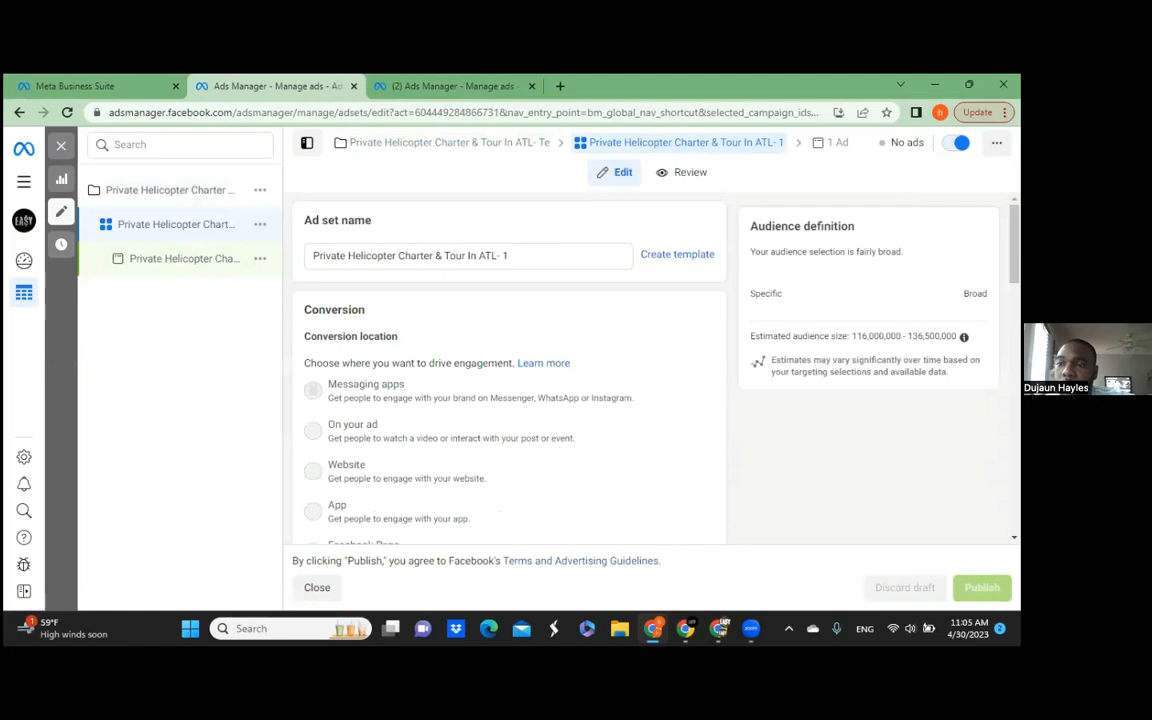 Meta Business Suite
Ads Manager - Manage ads - Ad
(2) Ads Manager - Manage ads -
adsmanager.facebook.com/adsmanager/manage/adsets/edit?act=604449284866731&nav_entry_point=bm_global_nav_shortcut&selected_campaign_ids...
h
Update
Search
Private Helicopter Charter & Tour In ATL- Te
Private Helicopter Charter & Tour In ATL- 1
1 Ad
No ads
Edit
Review
Private Helicopter Charter ...
Private Helicopter Chart...
Private Helicopter Cha...
EASY
Ad set name
Private Helicopter Charter & Tour In ATL- 1
Create template
Conversion
Conversion location
Choose where you want to drive engagement. Learn more
Messaging apps
Get people to engage with your brand on Messenger, WhatsApp or Instagram.
On your ad
Get people to watch a video or interact with your post or event.
Website
Get people to engage with your website.
App
Get people to engage with your app.
Audience definition
Your audience selection is fairly broad.
Specific
Broad
Estimated audience size: 116,000,000 - 136,500,000
Estimates may vary significantly over time based on
your targeting selections and available data.
Dujaun Hayles
By clicking "Publish," you agree to Facebook's Terms and Advertising Guidelines.
Close
Discard draft
Publish
1
59°F
High winds soon
Search
zoom
ENG
11:05 AM
4/30/2023
2